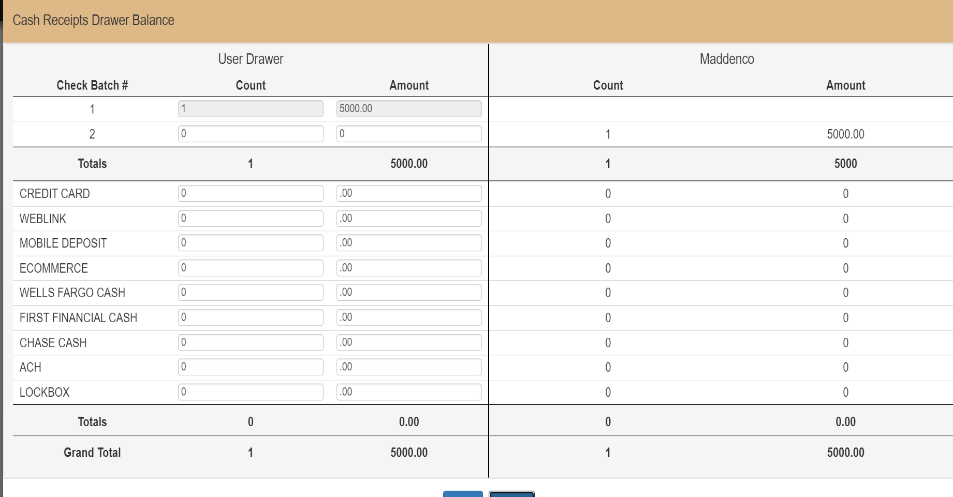 Cash Receipts Drawer Balance
User Drawer Maddenco
Check Batch # Count Amount Count Amount
1 1 5000.00
2 0 0 1 5000.00
Totals 1 5000.00 1 5000
CREDIT CARD 0 .00 0 0
WEBLINK 0 .00 0 0
MOBILE DEPOSIT 0 .00 0 0
ECOMMERCE 0 .00 0 0
WELLS FARGO CASH 0 .00 0 0
FIRST FINANCIAL CASH 0 .00 0 0
CHASE CASH 0 .00 0 0
ACH 0 .00 0 0
LOCKBOX 0 .00 0 0
Totals 0 0.00 0 0.00
Grand Total 1 5000.00 1 5000.00